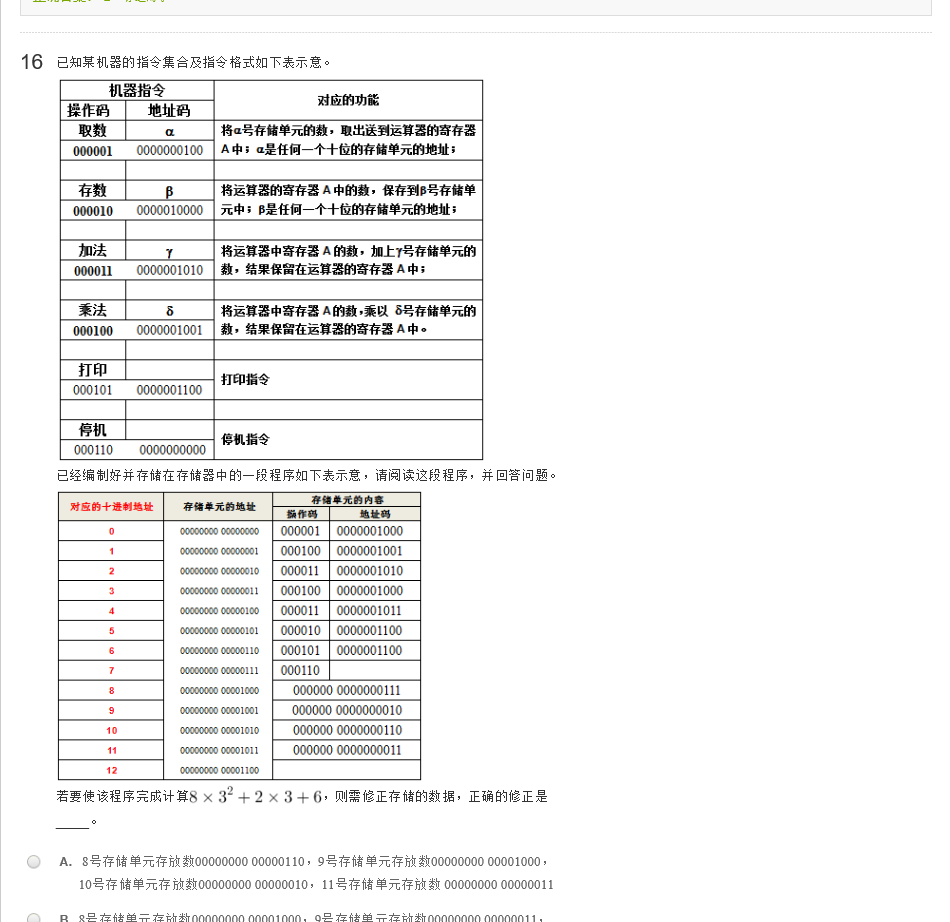 16 已知某机器的指令集合及指令格式如下表示意。
机器指令 对应的功能
操作码 地址码
取数 α 将α号存储单元的数，取出送到运算器的寄存器
000001 0000000100 A中；α是任何一个十位的存储单元的地址；
存数 β 将运算器的寄存器A中的数，保存到β号存储单
000010 0000010000 元中；β是任何一个十位的存储单元的地址；
加法 γ 将运算器中寄存器A的数，加上γ号存储单元的
000011 0000001010 数，结果保留在运算器的寄存器A中；
乘法 δ 将运算器中寄存器A的数,乘以 δ号存储单元的
000100 0000001001 数，结果保留在运算器的寄存器A中。
打印 打印指令
000101 0000001100
停机 停机指令
000110 0000000000
已经编制好并存储在存储器中的一段程序如下表示意，请阅读这段程序，并回答问题。
对应的十进制地址 存储单元的地址 存储单元的内容
操作码 地址码
0 00000000 00000000 000001 0000001000
1 00000000 00000001 000100 0000001001
2 00000000 00000010 000011 0000001010
3 00000000 00000011 000100 0000001000
4 00000000 00000100 000011 0000001011
5 00000000 00000101 000010 0000001100
6 00000000 00000110 000101 0000001100
7 00000000 00000111 000110
8 00000000 00001000 000000 0000000111
9 00000000 00001001 000000 0000000010
10 00000000 00001010 000000 0000000110
11 00000000 00001011 000000 0000000011
12 00000000 00001100
若要使该程序完成计算8 × 3² + 2 × 3 + 6，则需修正存储的数据，正确的修正是
_____。
A. 8号存储单元存放数00000000 00000110，9号存储单元存放数00000000 00001000，
10号存储单元存放数00000000 00000010，11号存储单元存放数 00000000 00000011
B. 8号存储单元存放数00000000 00001000，9号存储单元存放数00000000 00000011，